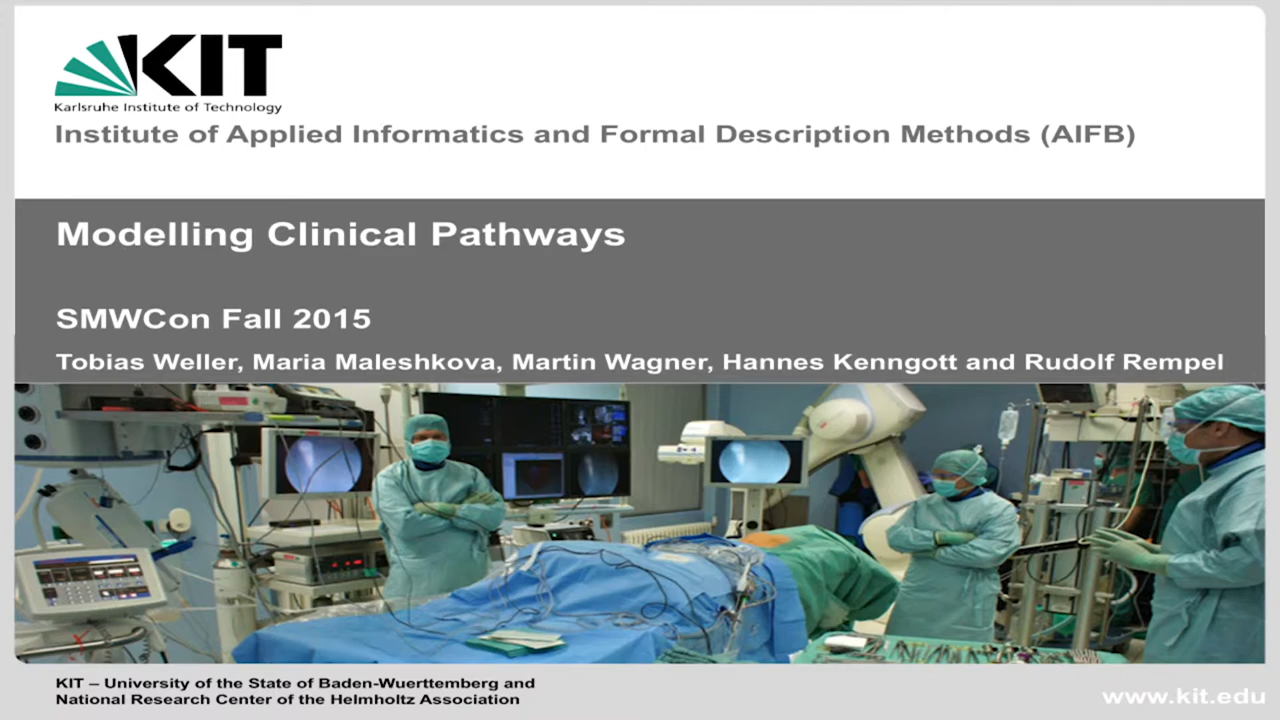 KIT
Karlsruhe Institute of Technology
Institute of Applied Informatics and Formal Description Methods (AIFB)
Modelling Clinical Pathways
SMWCon Fall 2015
Tobias Weller, Maria Maleshkova, Martin Wagner, Hannes Kenngott and Rudolf Rempel
KIT – University of the State of Baden-Wuerttemberg and
National Research Center of the Helmholtz Association
www.kit.edu